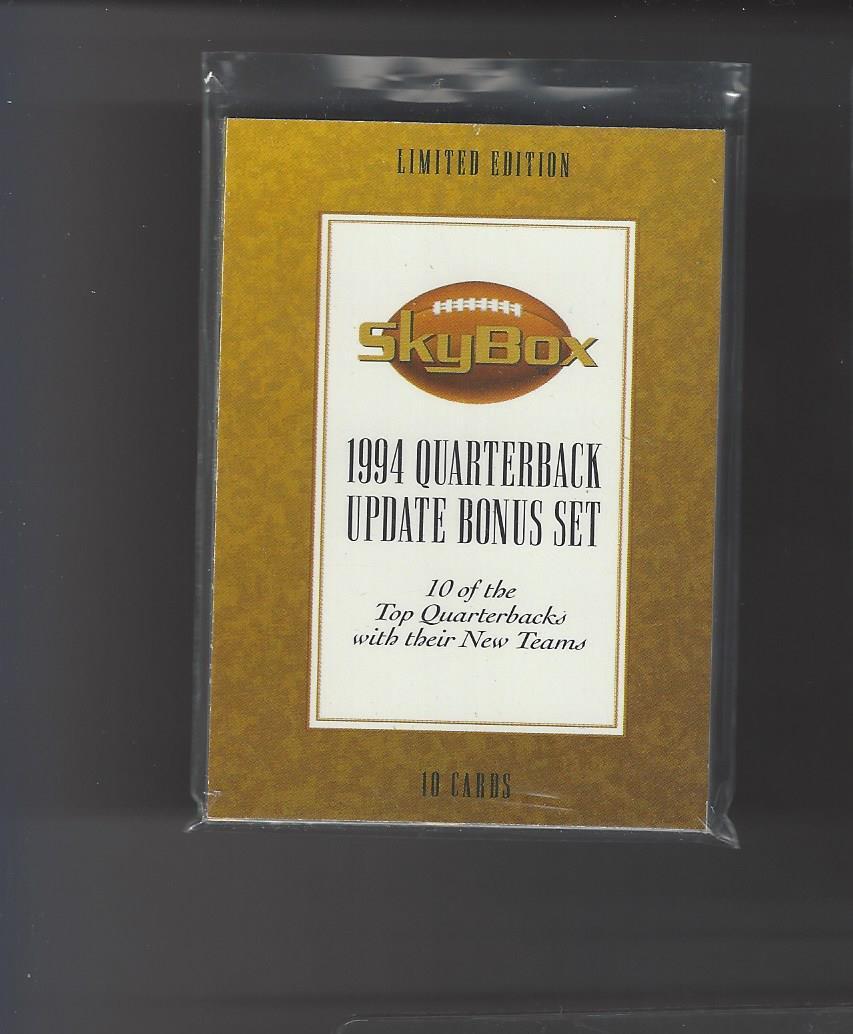 LIMITED EDITION
SkyBox
1994 QUARTERBACK
UPDATE BONUS SET
10 of the
Top Quarterbacks
with their New Teams
10 CARDS